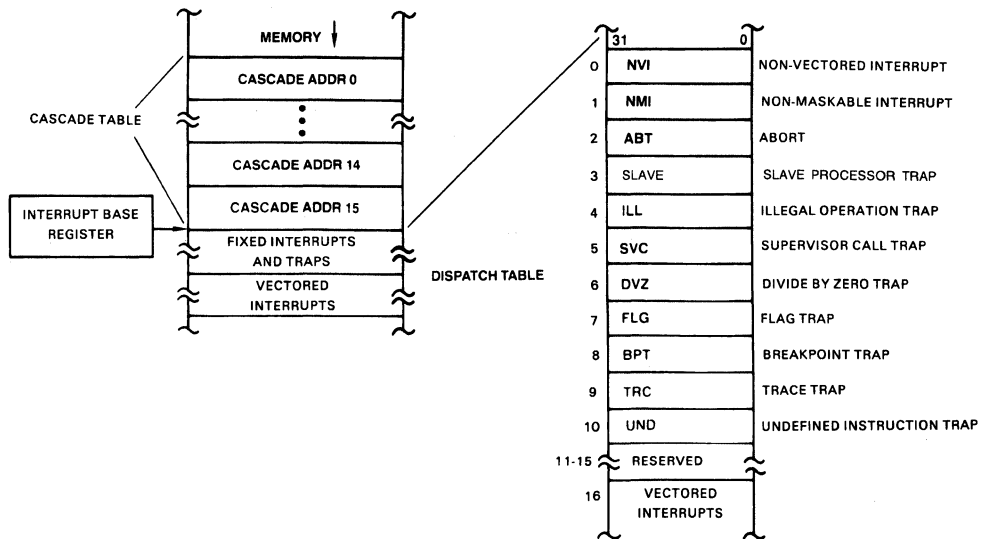 MEMORY
CASCADE ADDR 0
CASCADE TABLE
CASCADE ADDR 14
CASCADE ADDR 15
INTERRUPT BASE
REGISTER
FIXED INTERRUPTS
AND TRAPS
VECTORED
INTERRUPTS
DISPATCH TABLE
31 0
0 NVI NON-VECTORED INTERRUPT
1 NMI NON-MASKABLE INTERRUPT
2 ABT ABORT
3 SLAVE SLAVE PROCESSOR TRAP
4 ILL ILLEGAL OPERATION TRAP
5 SVC SUPERVISOR CALL TRAP
6 DVZ DIVIDE BY ZERO TRAP
7 FLG FLAG TRAP
8 BPT BREAKPOINT TRAP
9 TRC TRACE TRAP
10 UND UNDEFINED INSTRUCTION TRAP
11-15 RESERVED
16 VECTORED
INTERRUPTS